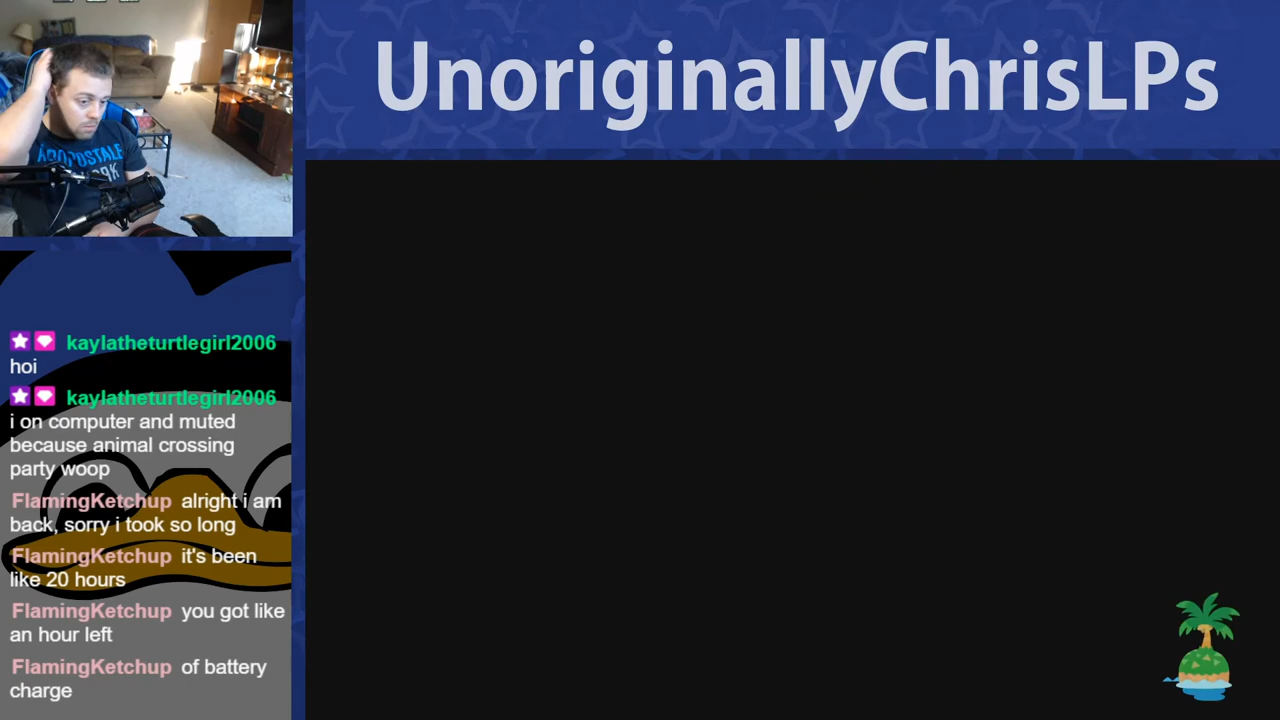 UnoriginallyChrisLPs
kaylatheturtlegirl2006
hoi
kaylatheturtlegirl2006
i on computer and muted
because animal crossing
party woop
FlamingKetchup alright i am
back, sorry i took so long
FlamingKetchup it's been
like 20 hours
FlamingKetchup you got like
an hour left
FlamingKetchup of battery
charge